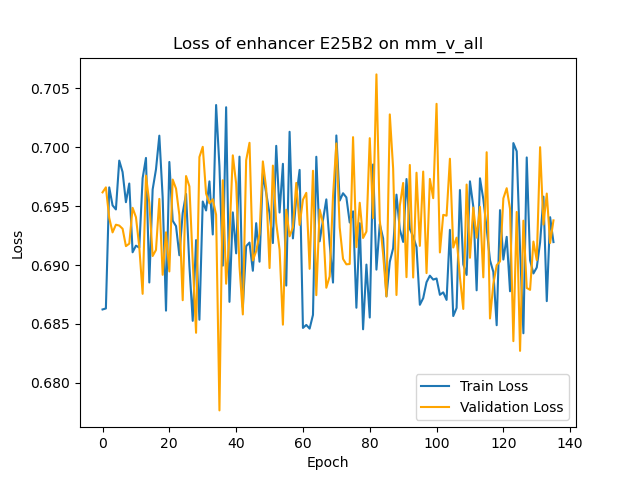 Loss of enhancer E25B2 on mm_v_all
0.705
0.700
0.695
0.690
0.685
0.680
Loss
Train Loss
Validation Loss
0 20 40 60 80 100 120 140
Epoch